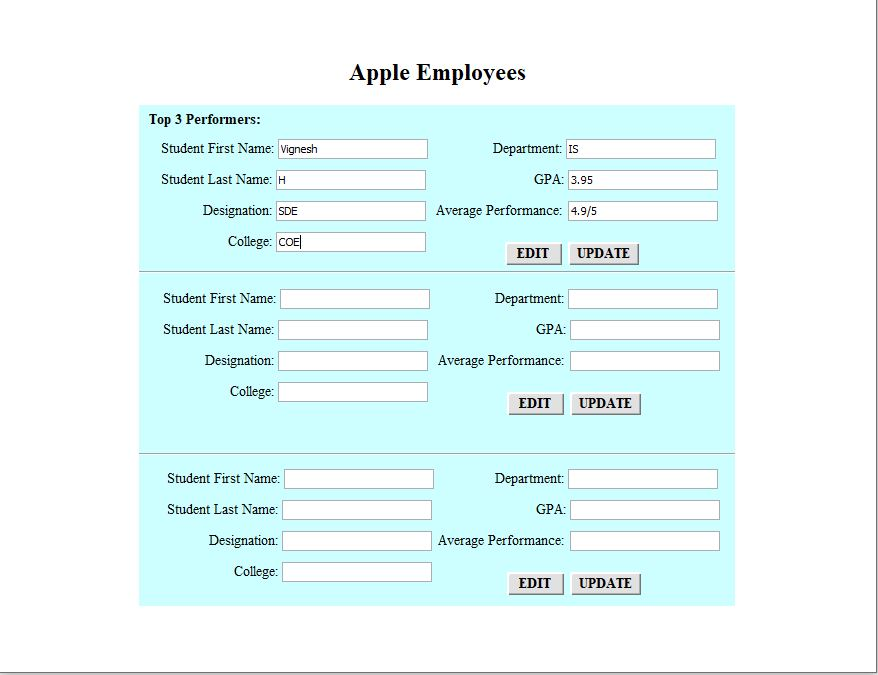 Apple Employees
Top 3 Performers:
Student First Name: Vignesh Department: IS
Student Last Name: H GPA: 3.95
Designation: SDE Average Performance: 4.9/5
College: COE
EDIT UPDATE
Student First Name: Department:
Student Last Name: GPA:
Designation: Average Performance:
College:
EDIT UPDATE
Student First Name: Department:
Student Last Name: GPA:
Designation: Average Performance:
College:
EDIT UPDATE